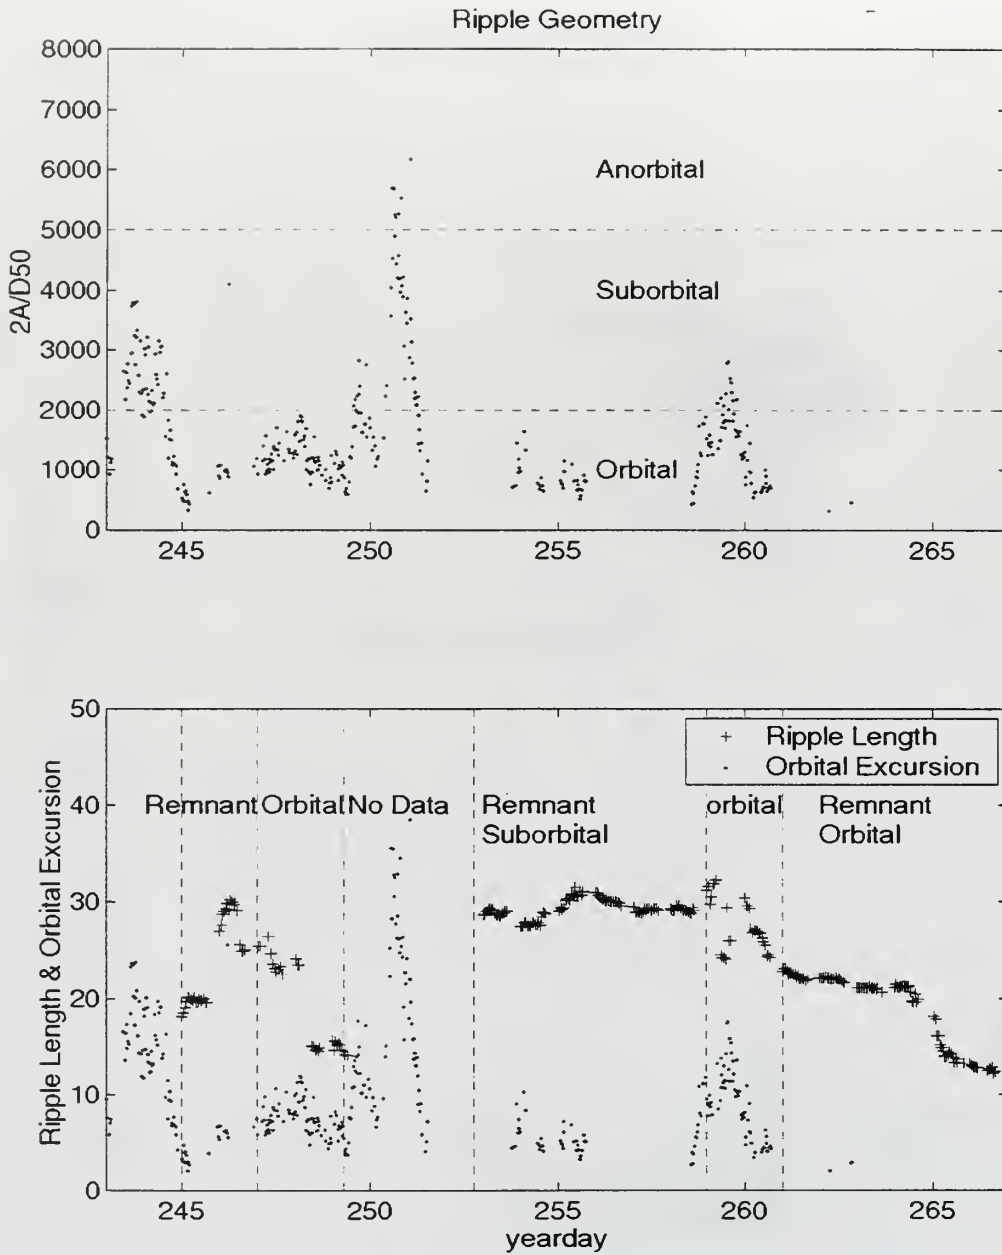 Ripple Geometry
8000
7000
6000
5000
4000
3000
2000
1000
0
2A/D50
Anorbital
Suborbital
Orbital
245
250
255
260
265
50
40
30
20
10
0
Ripple Length & Orbital Excursion
+ Ripple Length
. Orbital Excursion
Remnant
Orbital
No Data
Remnant
Suborbital
orbital
Remnant
Orbital
245
250
255
260
265
yearday